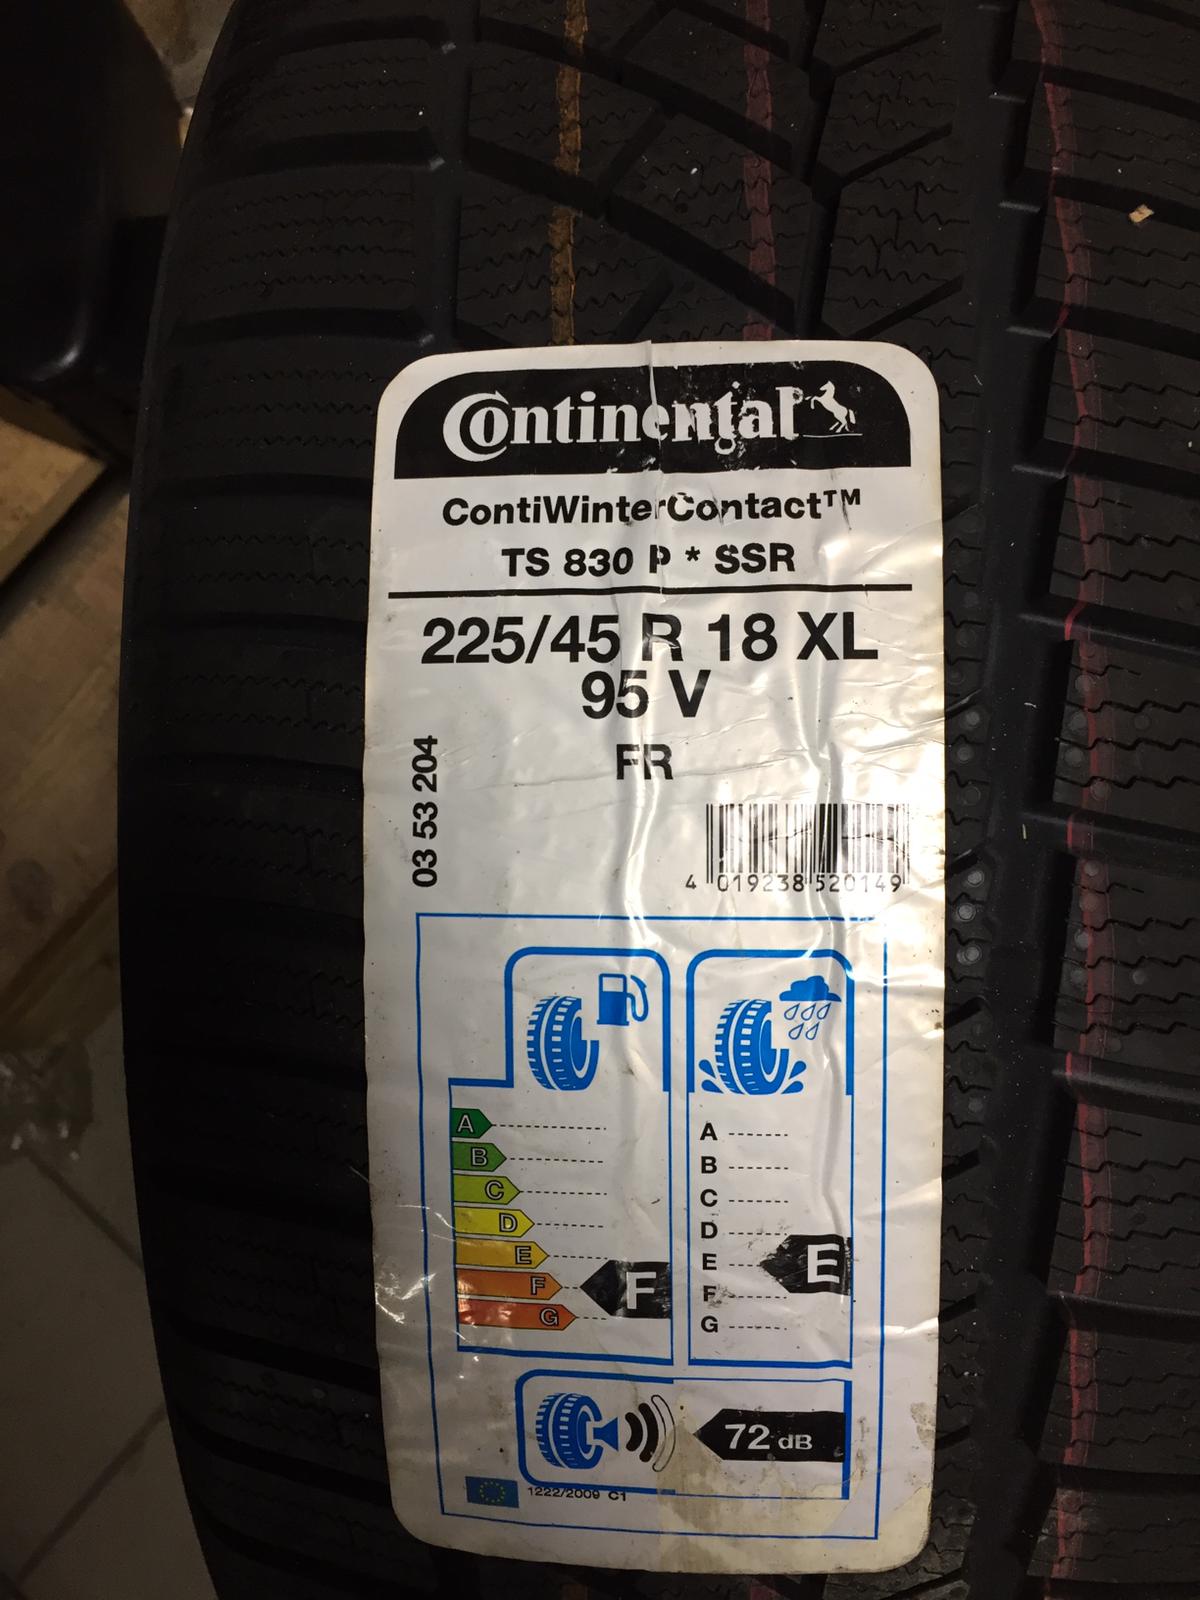 Continental
ContiWinterContact™
TS 830 P * SSR
225/45 R 18 XL
95 V
FR
03 53 204
4 019238 520149
A
B
C
D
E
F
G
F
A
B
C
D
E
F
G
E
72 dB
1222/2009 C1